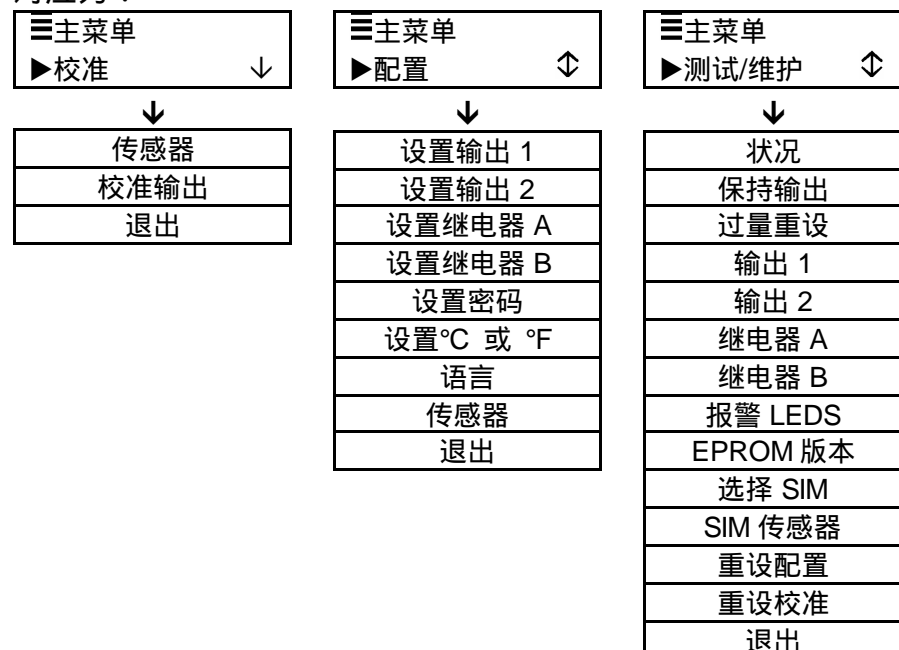 ☰主菜单
▶校准 ↓
↓
传感器
校准输出
退出
☰主菜单
▶配置 ↕
↓
设置输出 1
设置输出 2
设置继电器 A
设置继电器 B
设置密码
设置°C 或 °F
语言
传感器
退出
☰主菜单
▶测试/维护 ↕
↓
状况
保持输出
过量重设
输出 1
输出 2
继电器 A
继电器 B
报警 LEDS
EPROM 版本
选择 SIM
SIM 传感器
重设配置
重设校准
退出